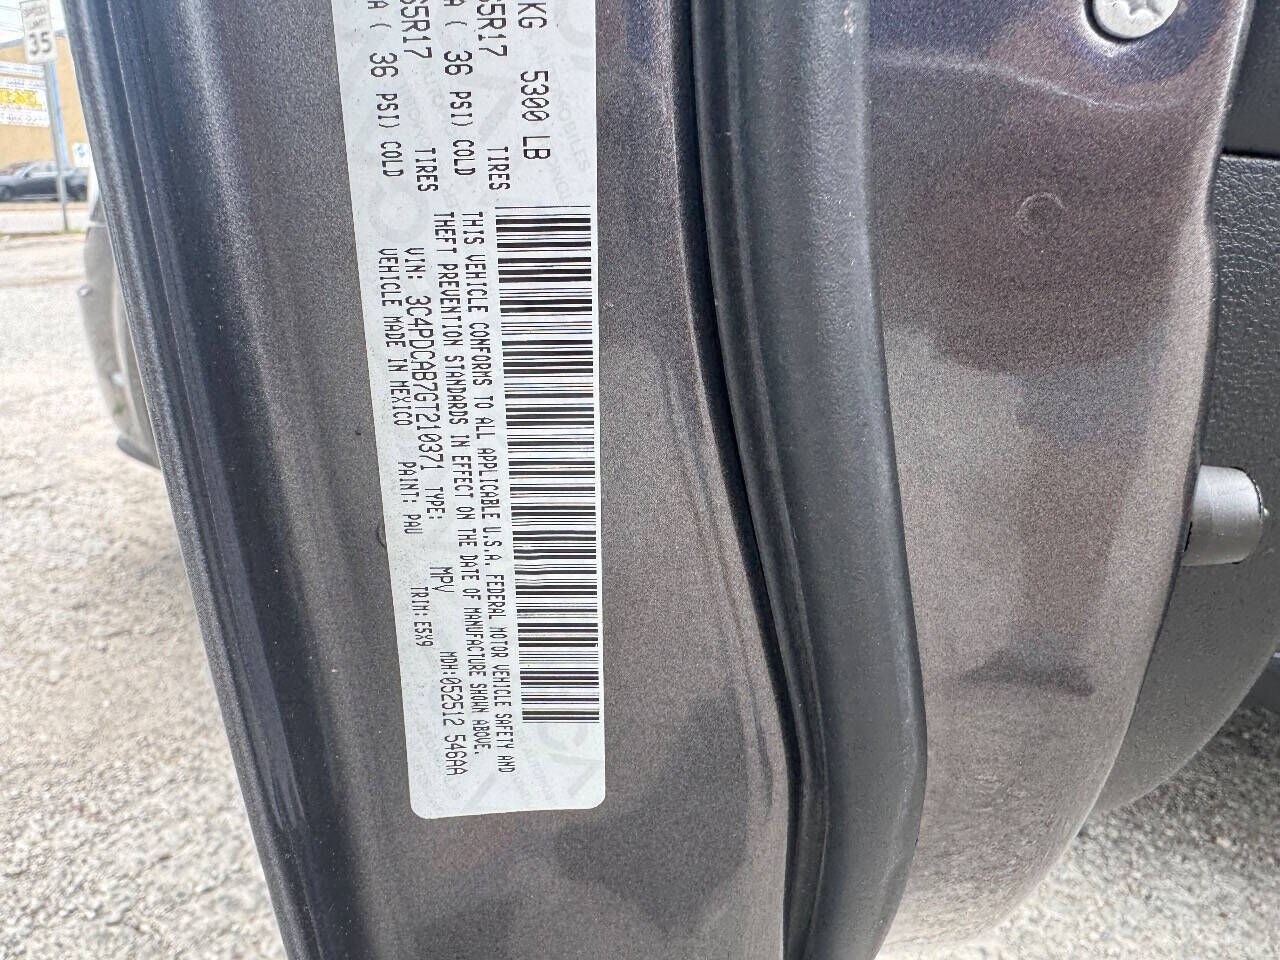 KG 5300 LB
5R17 TIRES
A ( 36 PSI) COLD
65R17 TIRES
A ( 36 PSI) COLD
THIS VEHICLE CONFORMS TO ALL APPLICABLE U.S.A. FEDERAL MOTOR VEHICLE SAFETY AND
THEFT PREVENTION STANDARDS IN EFFECT ON THE DATE OF MANUFACTURE SHOWN ABOVE.
VIN: 3C4PDCAB7GT210371 TYPE: MPV MDH:052512 546AA
VEHICLE MADE IN MEXICO PAINT: PAU TRIM:E5X9
35